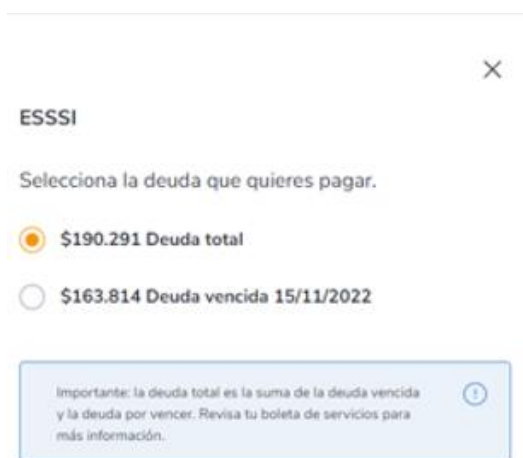 ESSSI
Selecciona la deuda que quieres pagar.
$190.291 Deuda total
$163.814 Deuda vencida 15/11/2022
Importante: la deuda total es la suma de la deuda vencida
y la deuda por vencer. Revisa tu boleta de servicios para
más información.